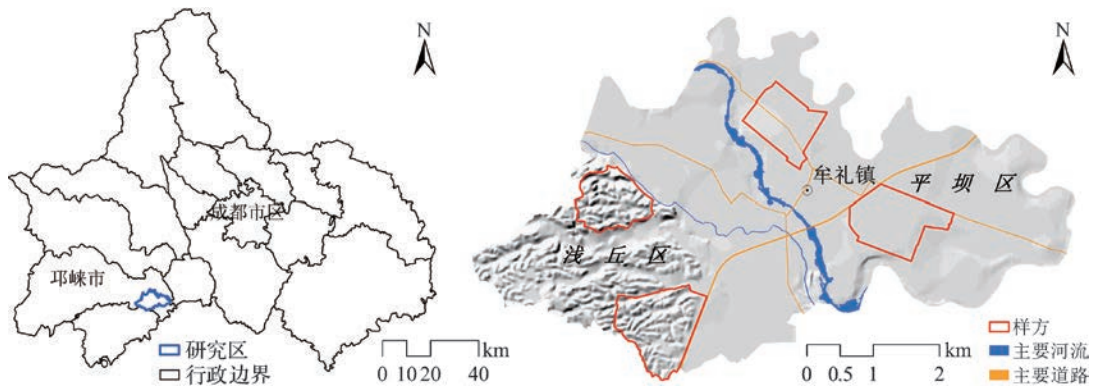 N
成都市区
邛崃市
研究区
行政边界
km
0 10 20 40
N
牟礼镇
平坝区
浅丘区
样方
主要河流
主要道路
km
0 0.5 1 2